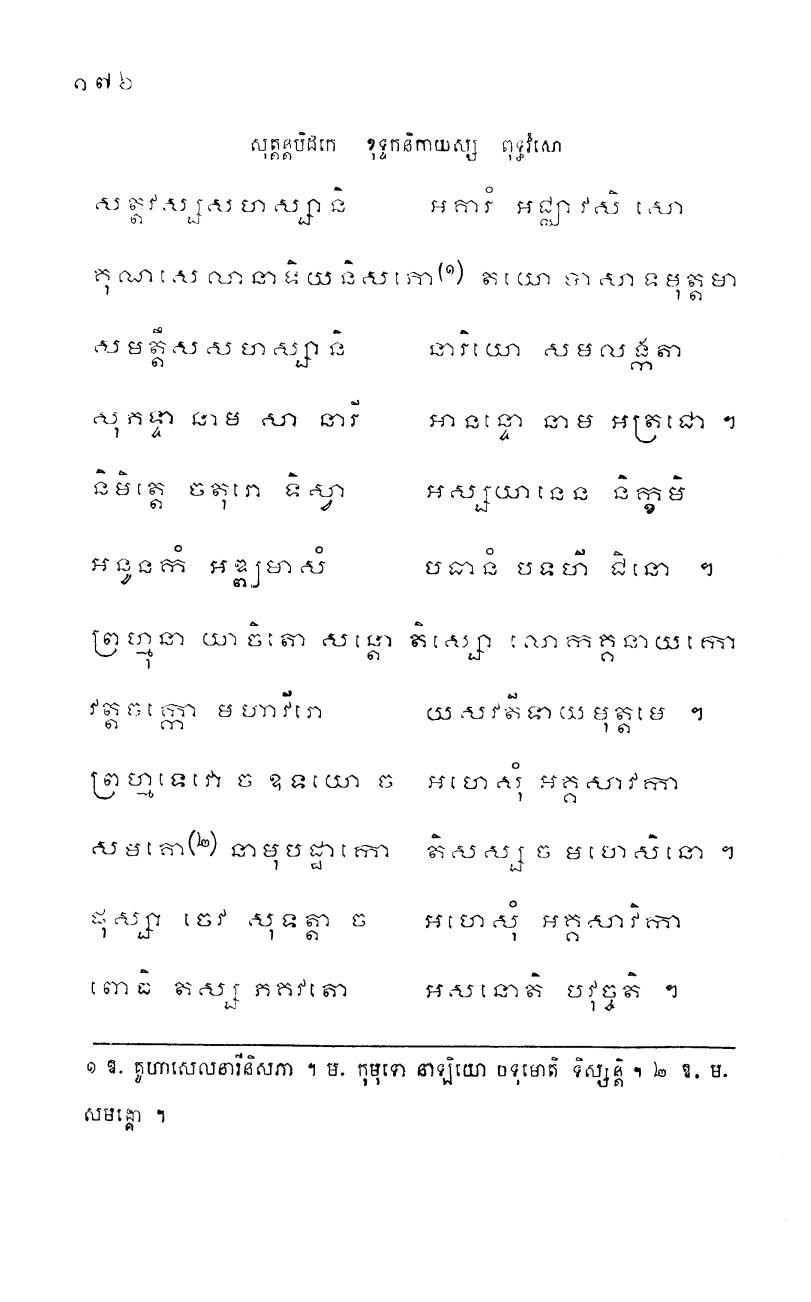 ១៧៦
សុត្តន្តបិដកេ ខុទ្ទកនិកាយស្ស ពុទ្ធវំសោ
សត្តវស្សសហស្សានិ អគារំ អជ្ឈាវសិ សោ
គុណសេលានាទិយនិសភោ(១) តយោ បាសាទមុត្តមា
សមត្តឹសសហស្សានិ នារិយោ សមលង្កតា
សុភទ្ទា នាម សា នារី អានន្ទោ នាម អត្រជោ ។
និមិត្តេ ចតុរោ ទិស្វា អស្សយានេន និក្ខមិ
អនូនកំ អឌ្ឍមាសំ បធានំ បទហី ជិនោ ។
ព្រហ្មុនា យាចិតោ សន្តោ តិស្សោ លោកគ្គនាយកោ
វត្តចក្កោ មហាវីរោ យសវតីទាយមុត្តមេ ។
ព្រហ្មទេវោ ច ឧទយោ ច អហេសុំ អគ្គសាវកា
សមគោ(២) នាមុបដ្ឋាកោ តិសស្ស ច មហេសិនោ ។
ផុស្សា ចេវ សុទត្តា ច អហេសុំ អគ្គសាវិកា
ពោធិ តស្ស ភគវតោ អសនោតិ បវុច្ចតិ ។
១ ឱ. គូហាសេលនារីនិសភា ។ ម. កុមុទោ នាឡិយោ បទុមោតិ ទិស្សន្តិ ។ ២ ឱ. ម.
សមង្គោ ។